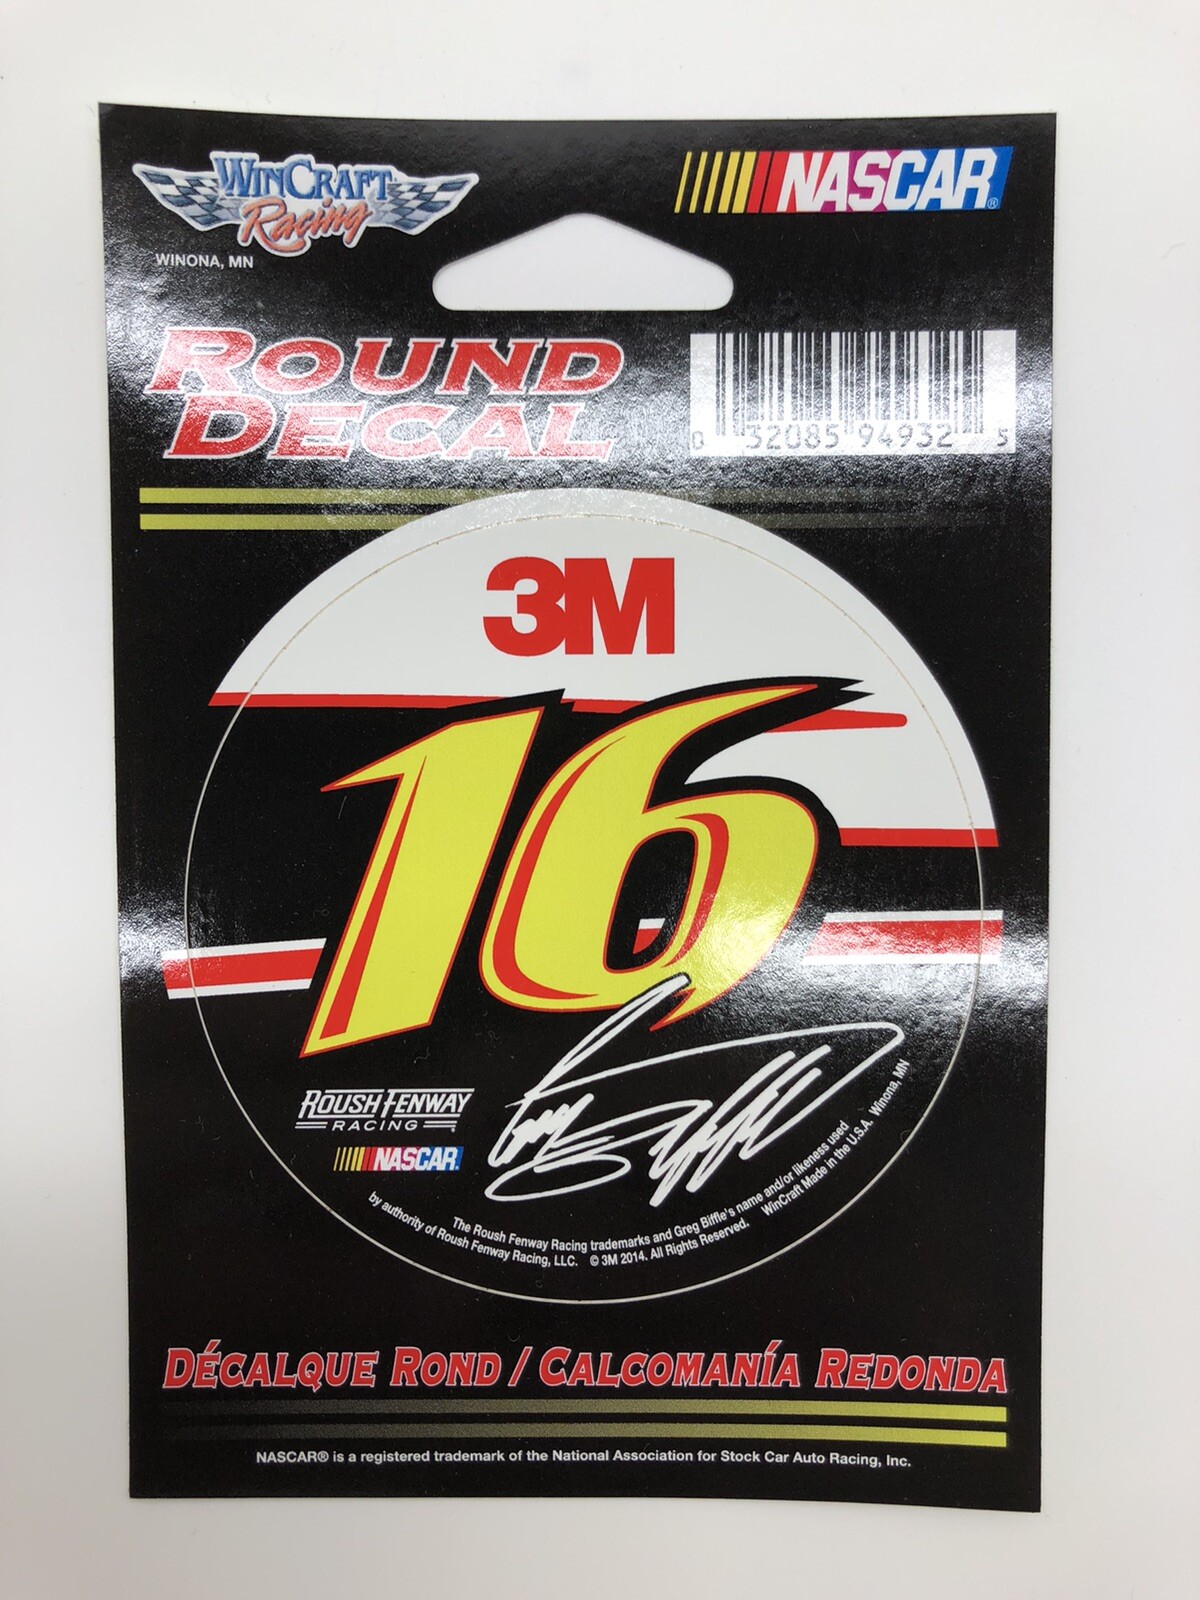 WINCRAFT
Racing
WINONA, MN
NASCAR®
ROUND
DECAL
0 32085 94932 5
3M
16
ROUSH FENWAY
RACING
NASCAR
Greg Biffle
The Roush Fenway Racing trademarks and Greg Biffle's name and/or likeness used
by authority of Roush Fenway Racing, LLC. © 3M 2014. All Rights Reserved. WinCraft Made in the U.S.A. Winona, MN
DÉCALQUE ROND / CALCOMANÍA REDONDA
NASCAR® is a registered trademark of the National Association for Stock Car Auto Racing, Inc.